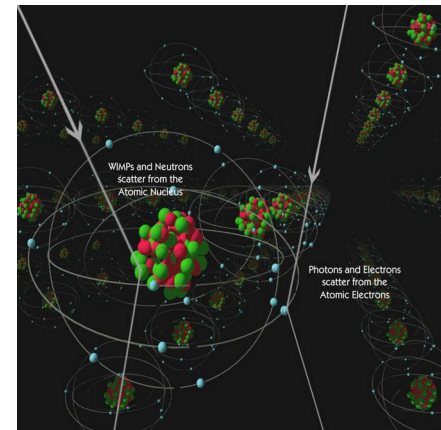 WIMPs and Neutrons
scatter from the
Atomic Nucleus
Photons and Electrons
scatter from the
Atomic Electrons